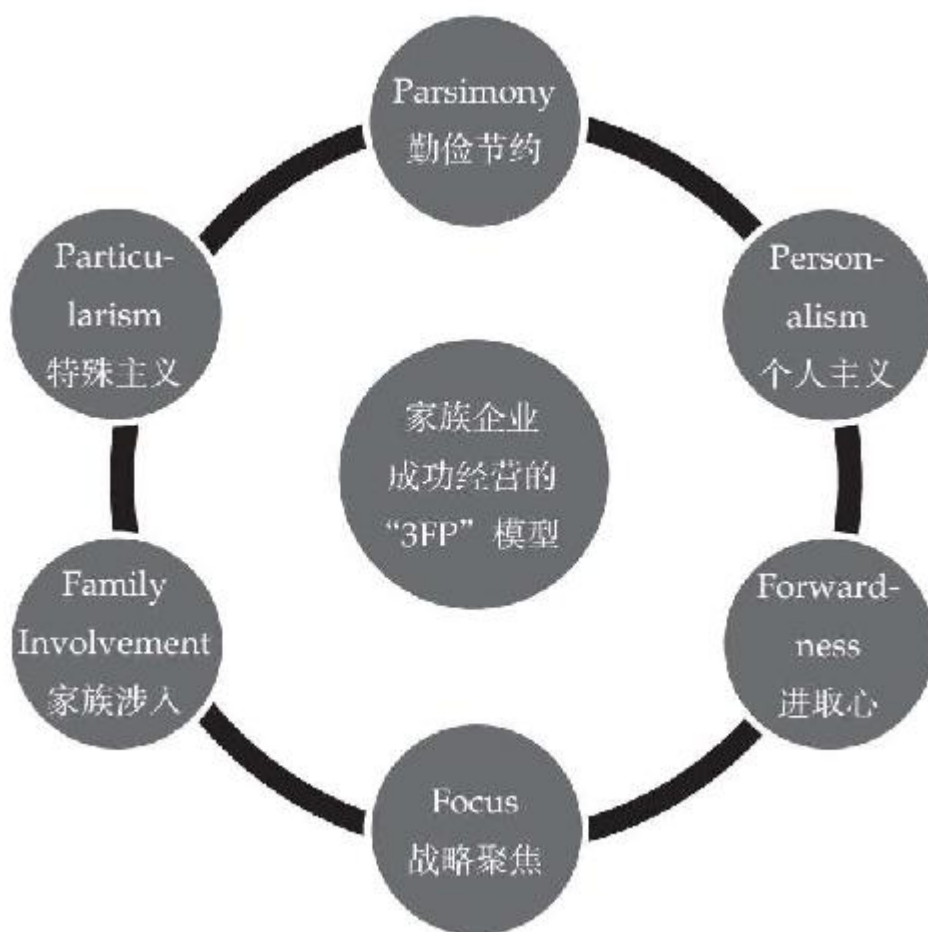 Parsimony
勤俭节约
Particu-
larism
特殊主义
Person-
alism
个人主义
家族企业
成功经营的
“3FP”模型
Family
Involvement
家族涉入
Forward-
ness
进取心
Focus
战略聚焦